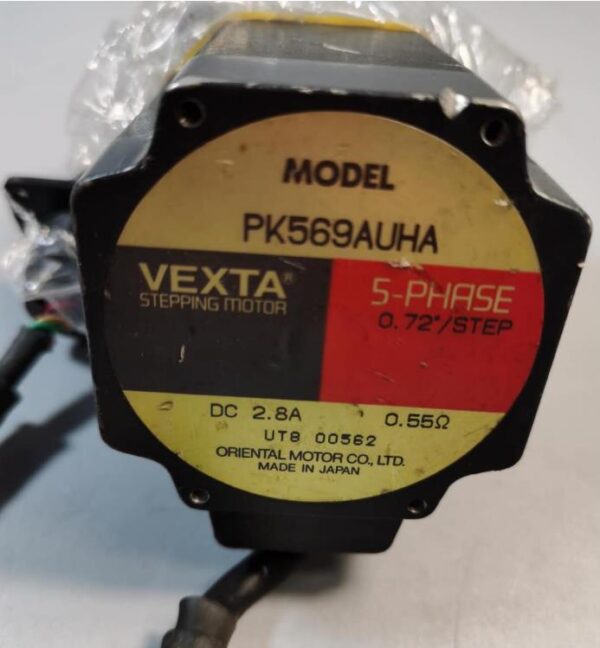 MODEL
PK569AUHA
VEXTA®
STEPPING MOTOR
5-PHASE
0.72°/STEP
DC 2.8A 0.55Ω
UT8 00562
ORIENTAL MOTOR CO., LTD.
MADE IN JAPAN